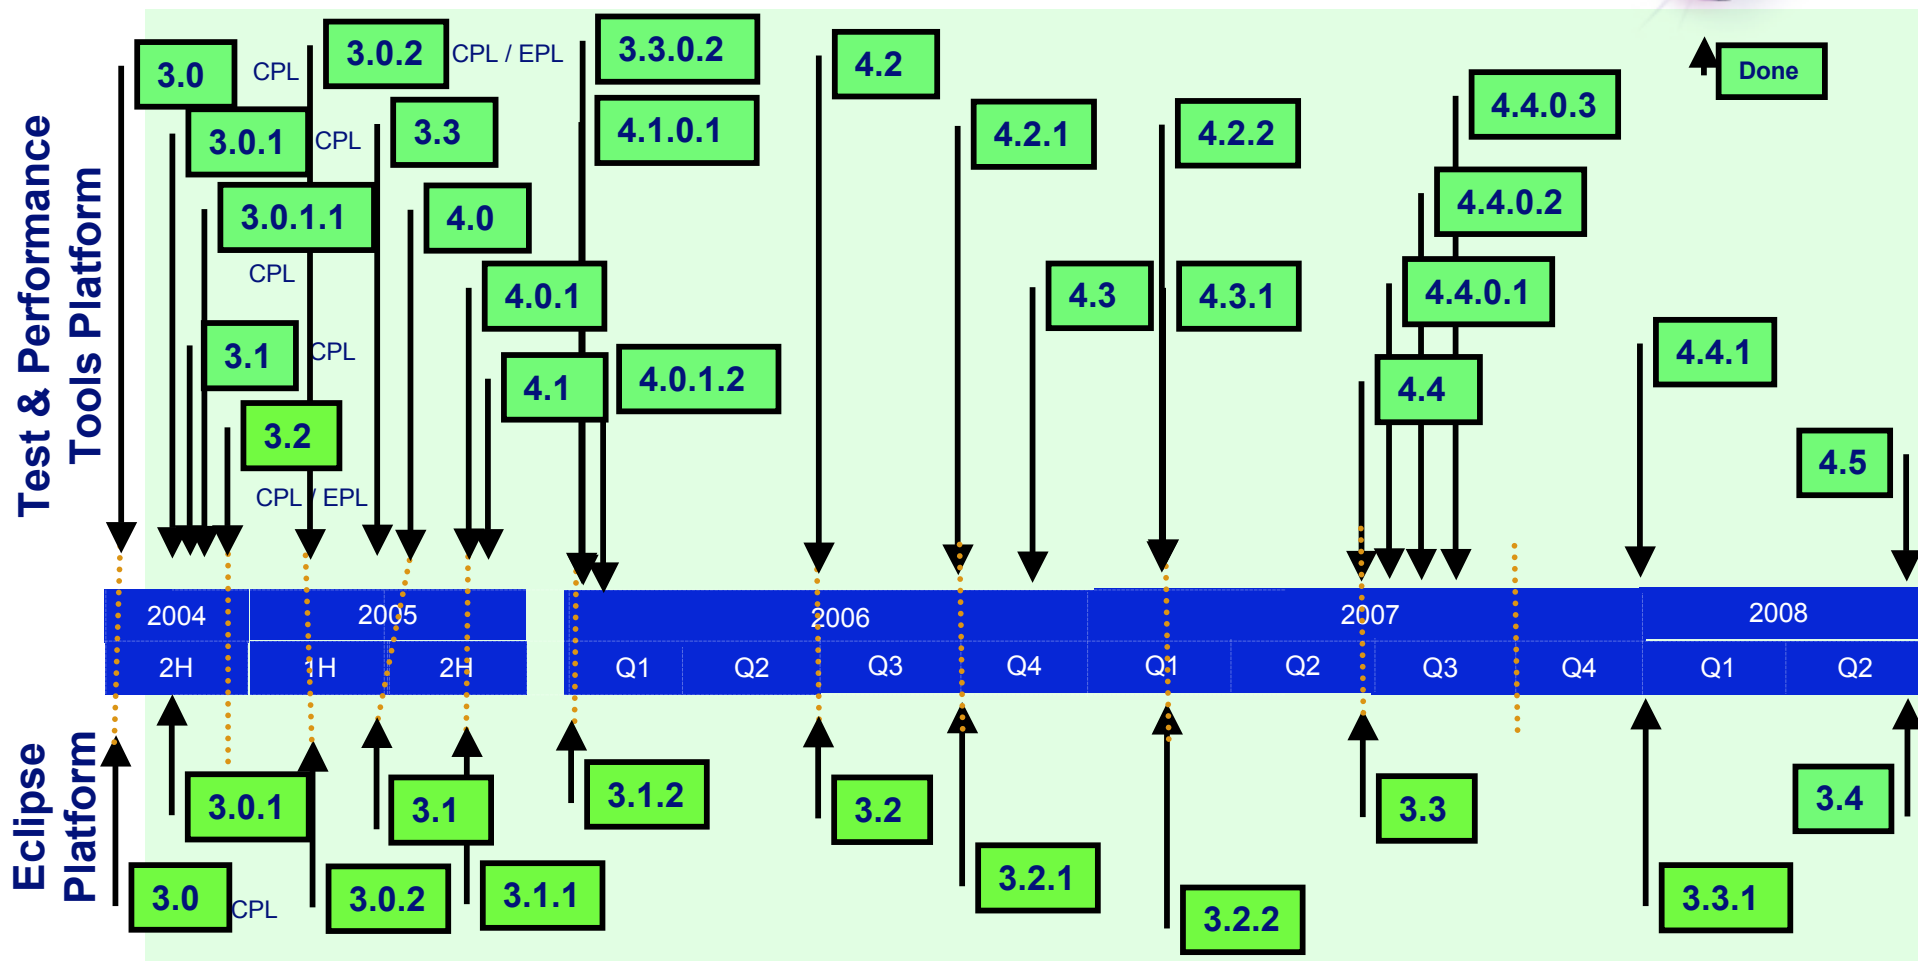 Test & Performance
Tools Platform
3.0
CPL
3.0.2
CPL / EPL
3.3.0.2
4.2
Done
3.0.1
CPL
3.3
4.1.0.1
4.2.1
4.2.2
4.4.0.3
3.0.1.1
CPL
4.0
4.4.0.2
4.0.1
4.3
4.3.1
4.4.0.1
3.1
CPL
4.1
4.0.1.2
4.4
4.4.1
3.2
CPL / EPL
4.5
2004
2005
2006
2007
2008
2H
1H
2H
Q1
Q2
Q3
Q4
Q1
Q2
Q3
Q4
Q1
Q2
Eclipse
Platform
3.0.1
3.1
3.1.2
3.2
3.3
3.4
3.0
CPL
3.0.2
3.1.1
3.2.1
3.2.2
3.3.1